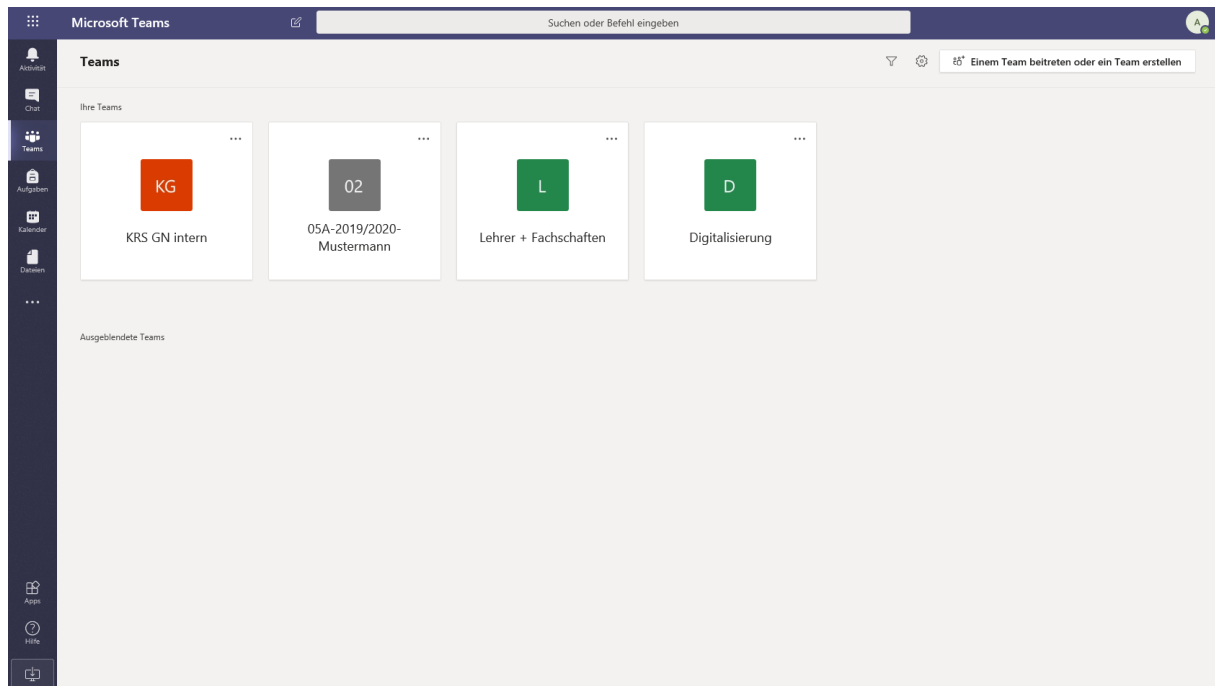 Microsoft Teams
Suchen oder Befehl eingeben
A
Aktivität
Chat
Teams
Aufgaben
Kalender
Dateien
Apps
Hilfe
Teams
Einem Team beitreten oder ein Team erstellen
Ihre Teams
KG
KRS GN intern
02
05A-2019/2020-
Mustermann
L
Lehrer + Fachschaften
D
Digitalisierung
Ausgeblendete Teams